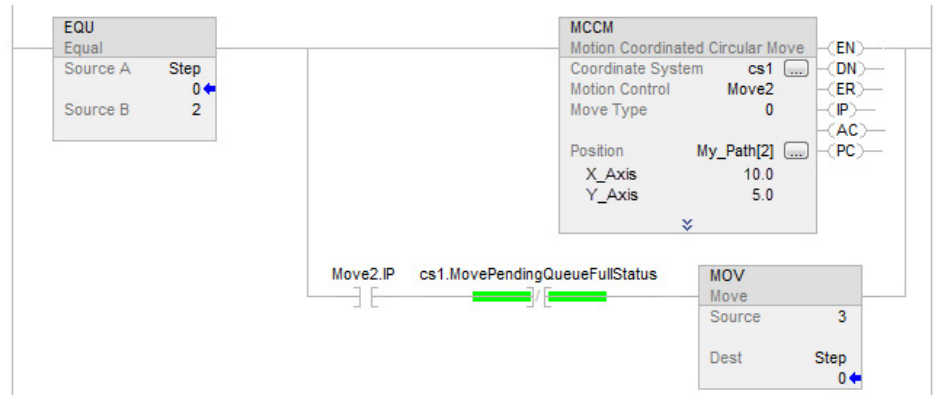 EQU
Equal
Source A Step
0
Source B 2
MCCM
Motion Coordinated Circular Move
Coordinate System cs1 ...
Motion Control Move2
Move Type 0
Position My_Path[2] ...
X_Axis 10.0
Y_Axis 5.0
EN
DN
ER
IP
AC
PC
Move2.IP cs1.MovePendingQueueFullStatus
MOV
Move
Source 3
Dest Step
0